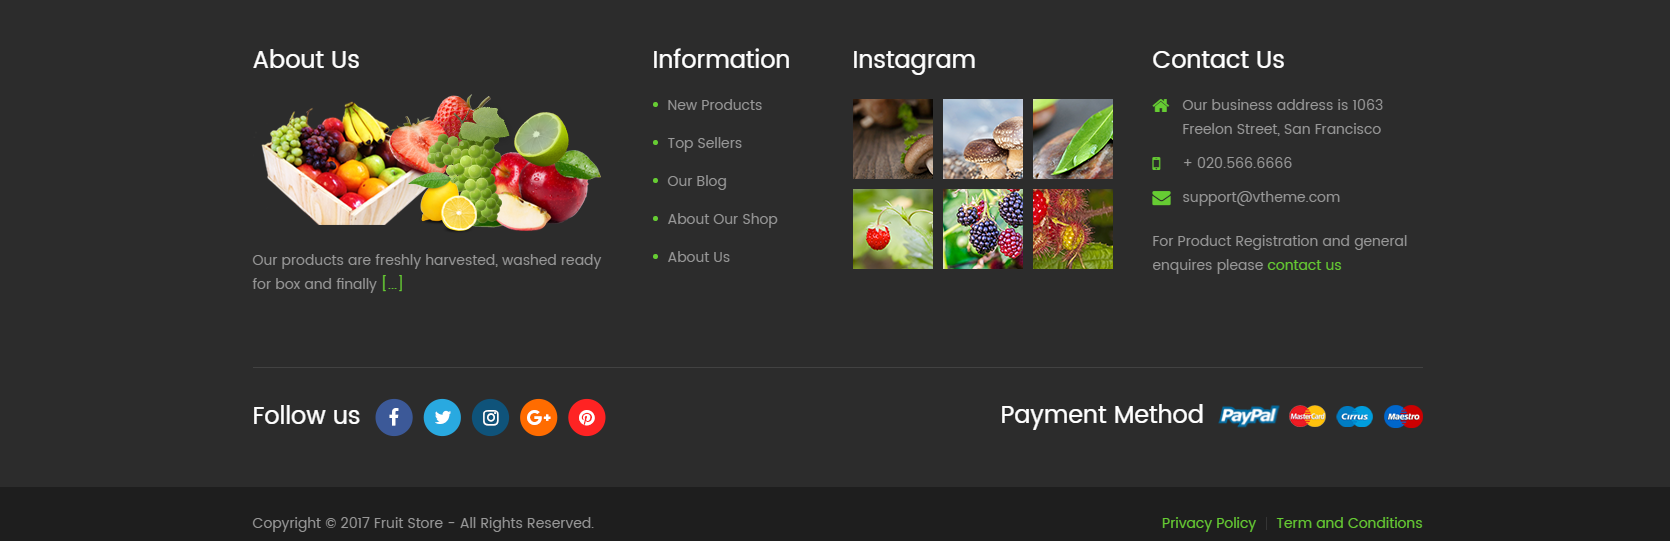 About Us
Our products are freshly harvested, washed ready
for box and finally [...]
Information
New Products
Top Sellers
Our Blog
About Our Shop
About Us
Instagram
Contact Us
Our business address is 1063
Freelon Street, San Francisco
+ 020.566.6666
support@vtheme.com
For Product Registration and general
enquires please contact us
Follow us
Payment Method
PayPal
MasterCard
Cirrus
Maestro
Copyright © 2017 Fruit Store - All Rights Reserved.
Privacy Policy | Term and Conditions